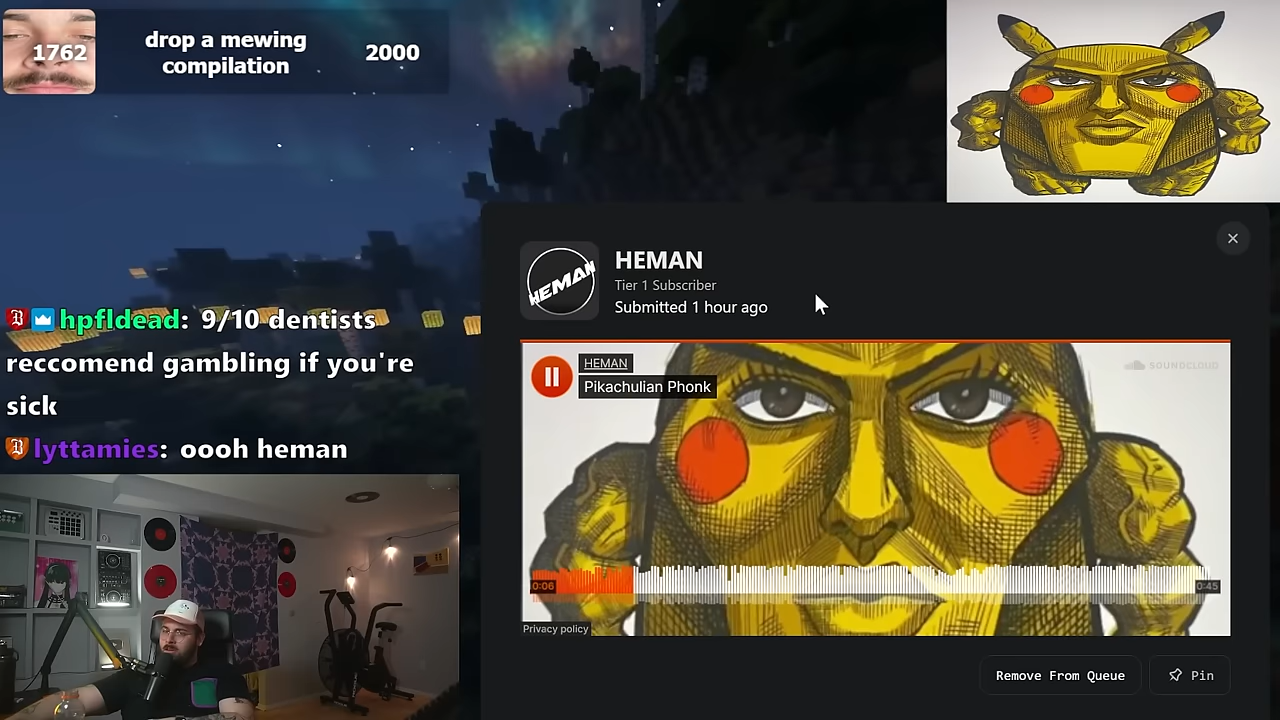 1762
drop a mewing
compilation
2000
HEMAN
HEMAN
Tier 1 Subscriber
Submitted 1 hour ago
hpfldead: 9/10 dentists
reccomend gambling if you're
sick
lyttamies: oooh heman
HEMAN
Pikachulian Phonk
SOUNDCLOUD
0:06
0:45
Privacy policy
Remove From Queue
Pin